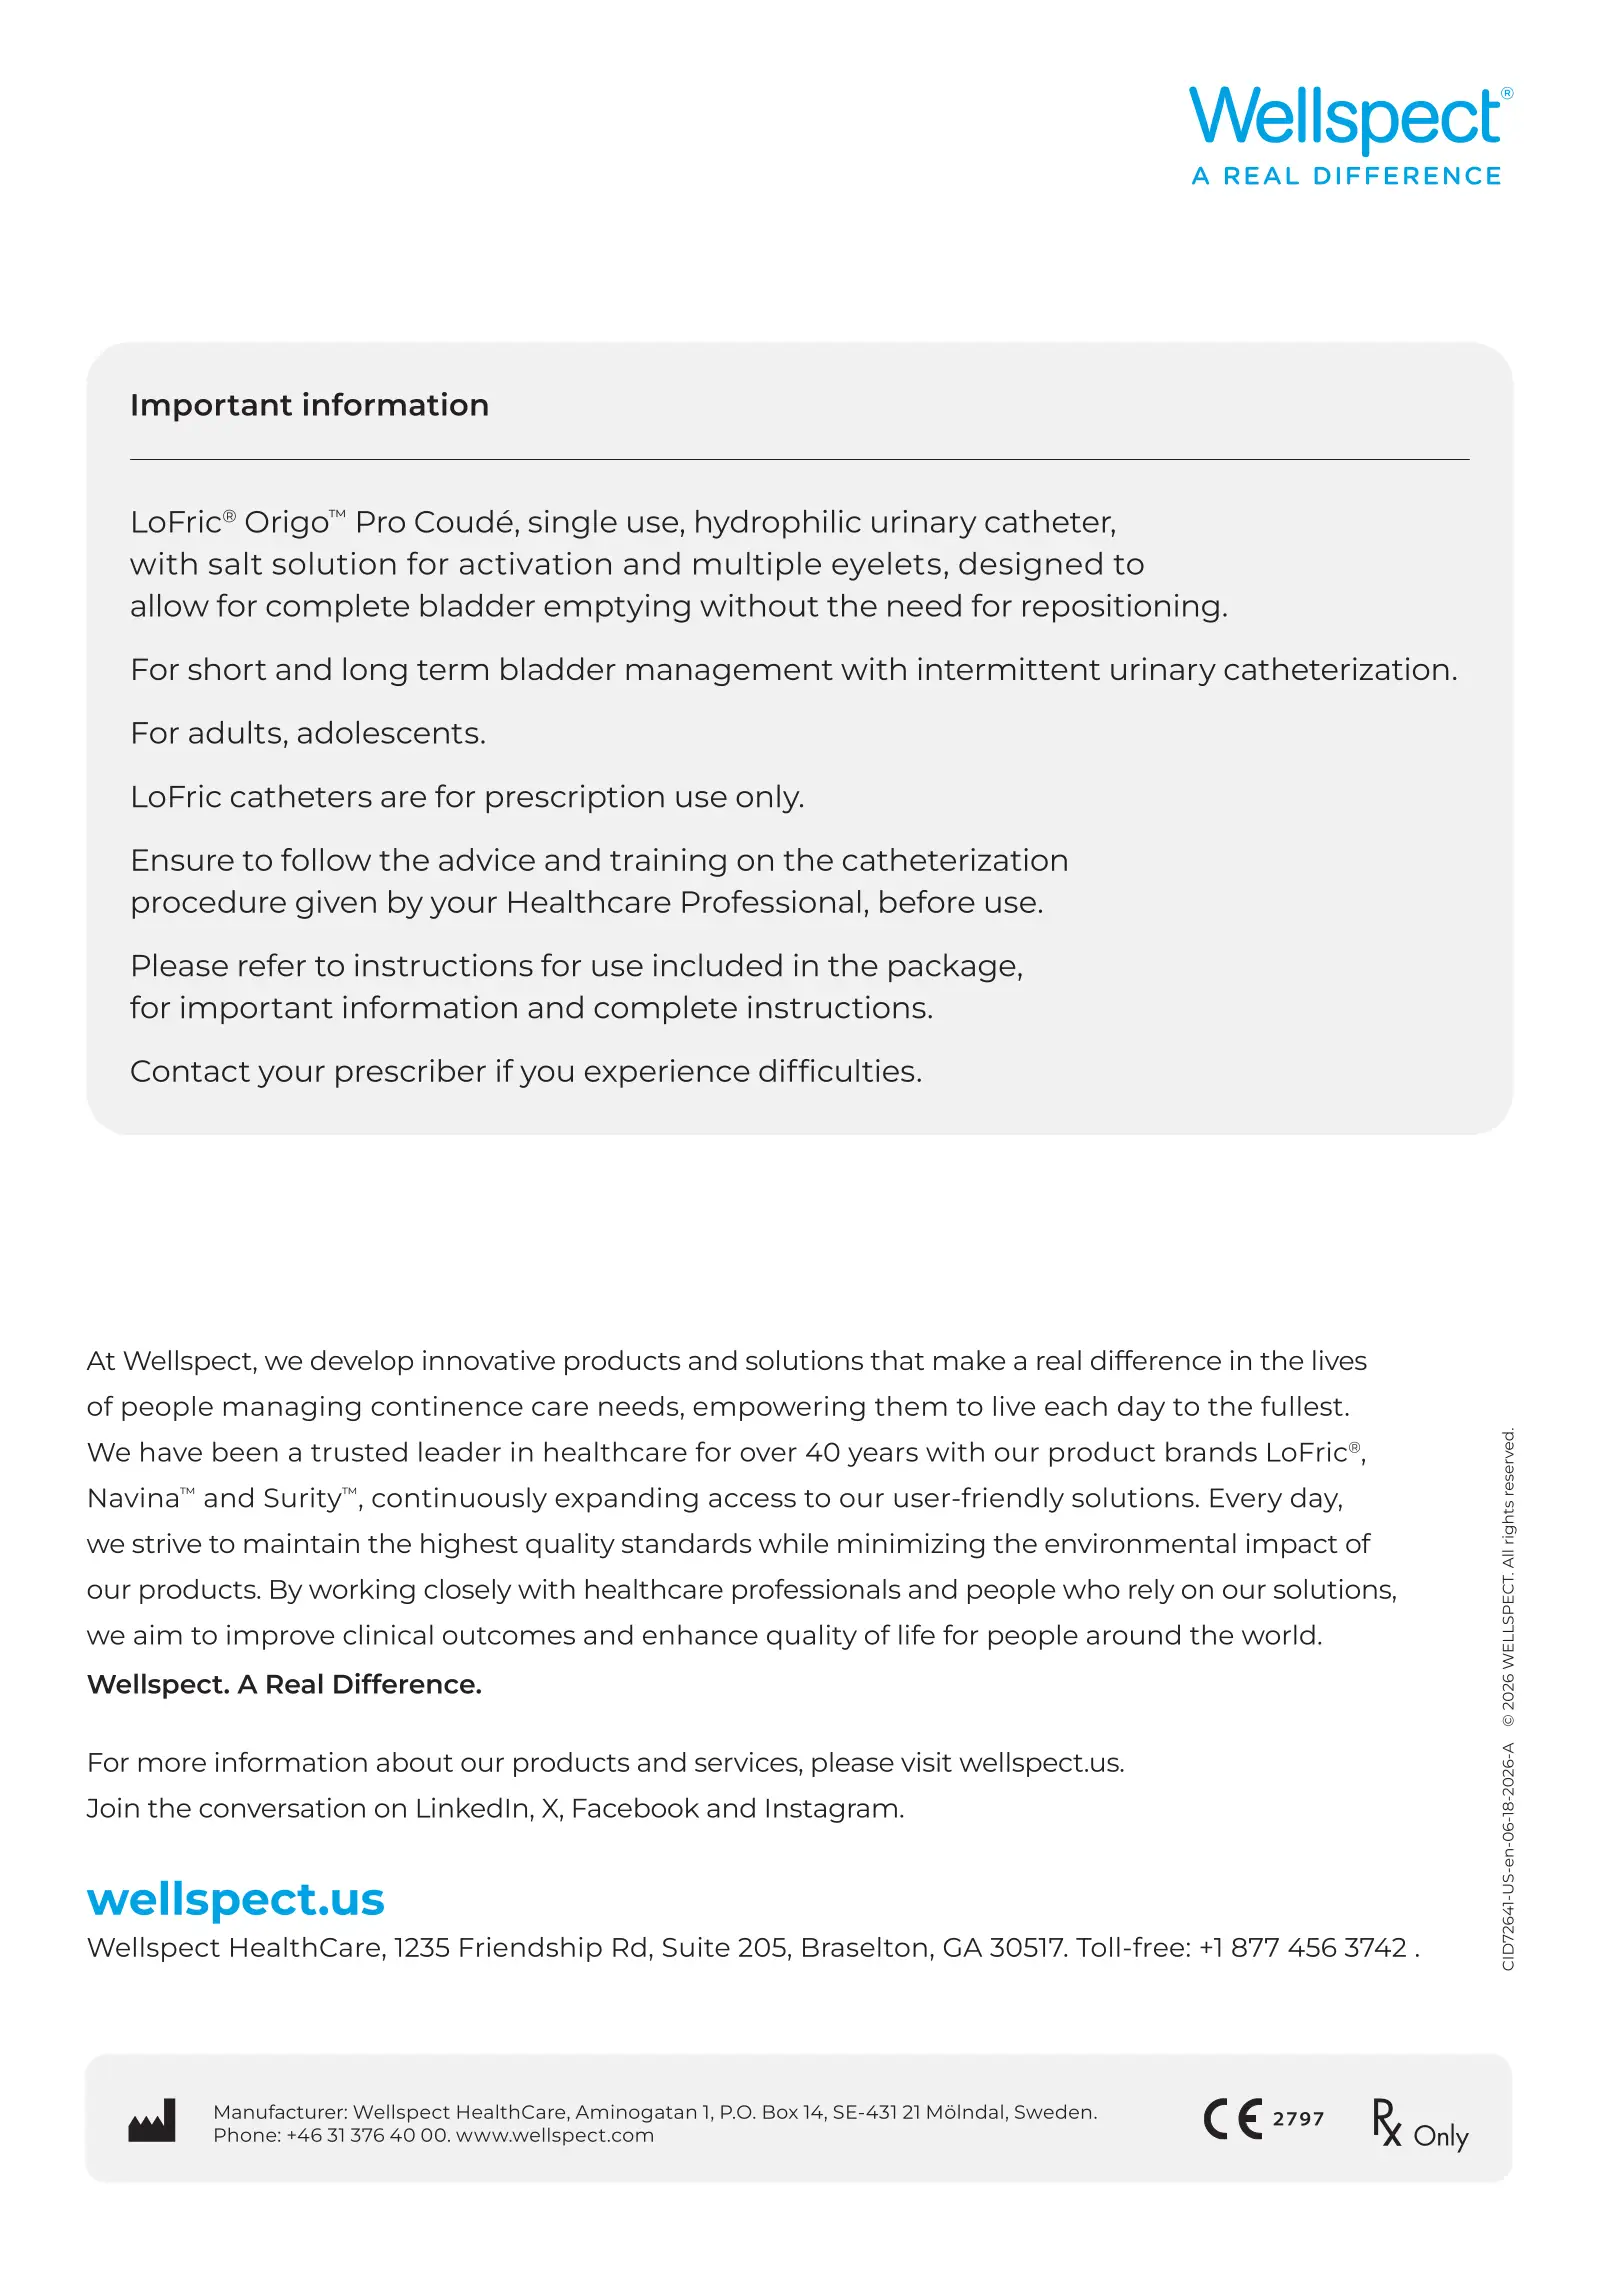 Wellspect®
A REAL DIFFERENCE
Important information
LoFric® Origo™ Pro Coudé, single use, hydrophilic urinary catheter,
with salt solution for activation and multiple eyelets, designed to
allow for complete bladder emptying without the need for repositioning.
For short and long term bladder management with intermittent urinary catheterization.
For adults, adolescents.
LoFric catheters are for prescription use only.
Ensure to follow the advice and training on the catheterization
procedure given by your Healthcare Professional, before use.
Please refer to instructions for use included in the package,
for important information and complete instructions.
Contact your prescriber if you experience difficulties.
At Wellspect, we develop innovative products and solutions that make a real difference in the lives
of people managing continence care needs, empowering them to live each day to the fullest.
We have been a trusted leader in healthcare for over 40 years with our product brands LoFric®,
Navina™ and Surity™, continuously expanding access to our user-friendly solutions. Every day,
we strive to maintain the highest quality standards while minimizing the environmental impact of
our products. By working closely with healthcare professionals and people who rely on our solutions,
we aim to improve clinical outcomes and enhance quality of life for people around the world.
Wellspect. A Real Difference.
For more information about our products and services, please visit wellspect.us.
Join the conversation on LinkedIn, X, Facebook and Instagram.
wellspect.us
Wellspect HealthCare, 1235 Friendship Rd, Suite 205, Braselton, GA 30517. Toll-free: +1 877 456 3742 .
CID72641-US-en-06-18-2026-A © 2026 WELLSPECT. All rights reserved.
Manufacturer: Wellspect HealthCare, Aminogatan 1, P.O. Box 14, SE-431 21 Mölndal, Sweden.
Phone: +46 31 376 40 00. www.wellspect.com
CE 2797
Rx Only